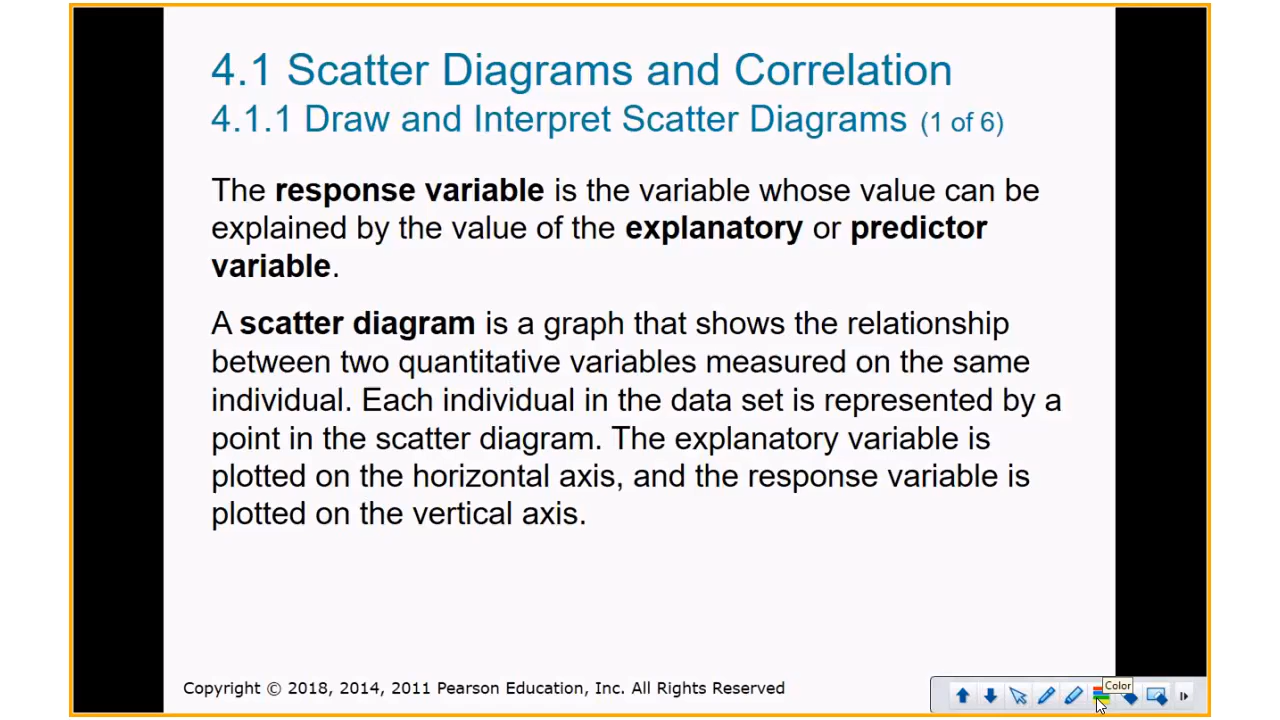 4.1 Scatter Diagrams and Correlation
4.1.1 Draw and Interpret Scatter Diagrams (1 of 6)
The response variable is the variable whose value can be
explained by the value of the explanatory or predictor
variable.
A scatter diagram is a graph that shows the relationship
between two quantitative variables measured on the same
individual. Each individual in the data set is represented by a
point in the scatter diagram. The explanatory variable is
plotted on the horizontal axis, and the response variable is
plotted on the vertical axis.
Copyright © 2018, 2014, 2011 Pearson Education, Inc. All Rights Reserved
Color